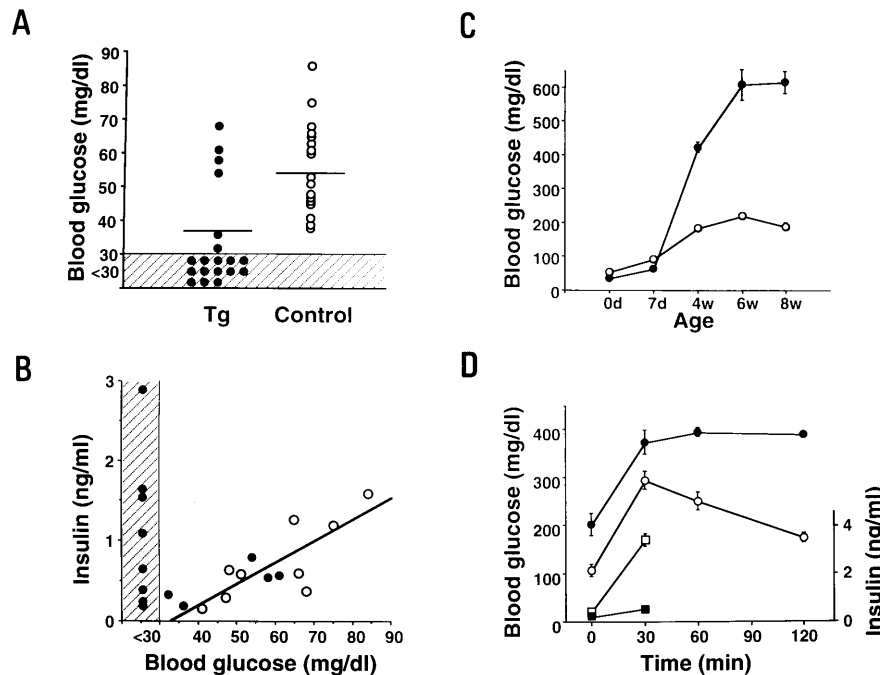 A
Blood glucose (mg/dl)
90
80
70
60
50
40
30
<30
Tg Control
B
Insulin (ng/ml)
3
2
1
0
<30 40 50 60 70 80 90
Blood glucose (mg/dl)
C
Blood glucose (mg/dl)
600
500
400
300
200
100
0
0d 7d 4w 6w 8w
Age
D
Blood glucose (mg/dl)
400
300
200
100
0
0 30 60 90 120
Time (min)
4
2
0
Insulin (ng/ml)